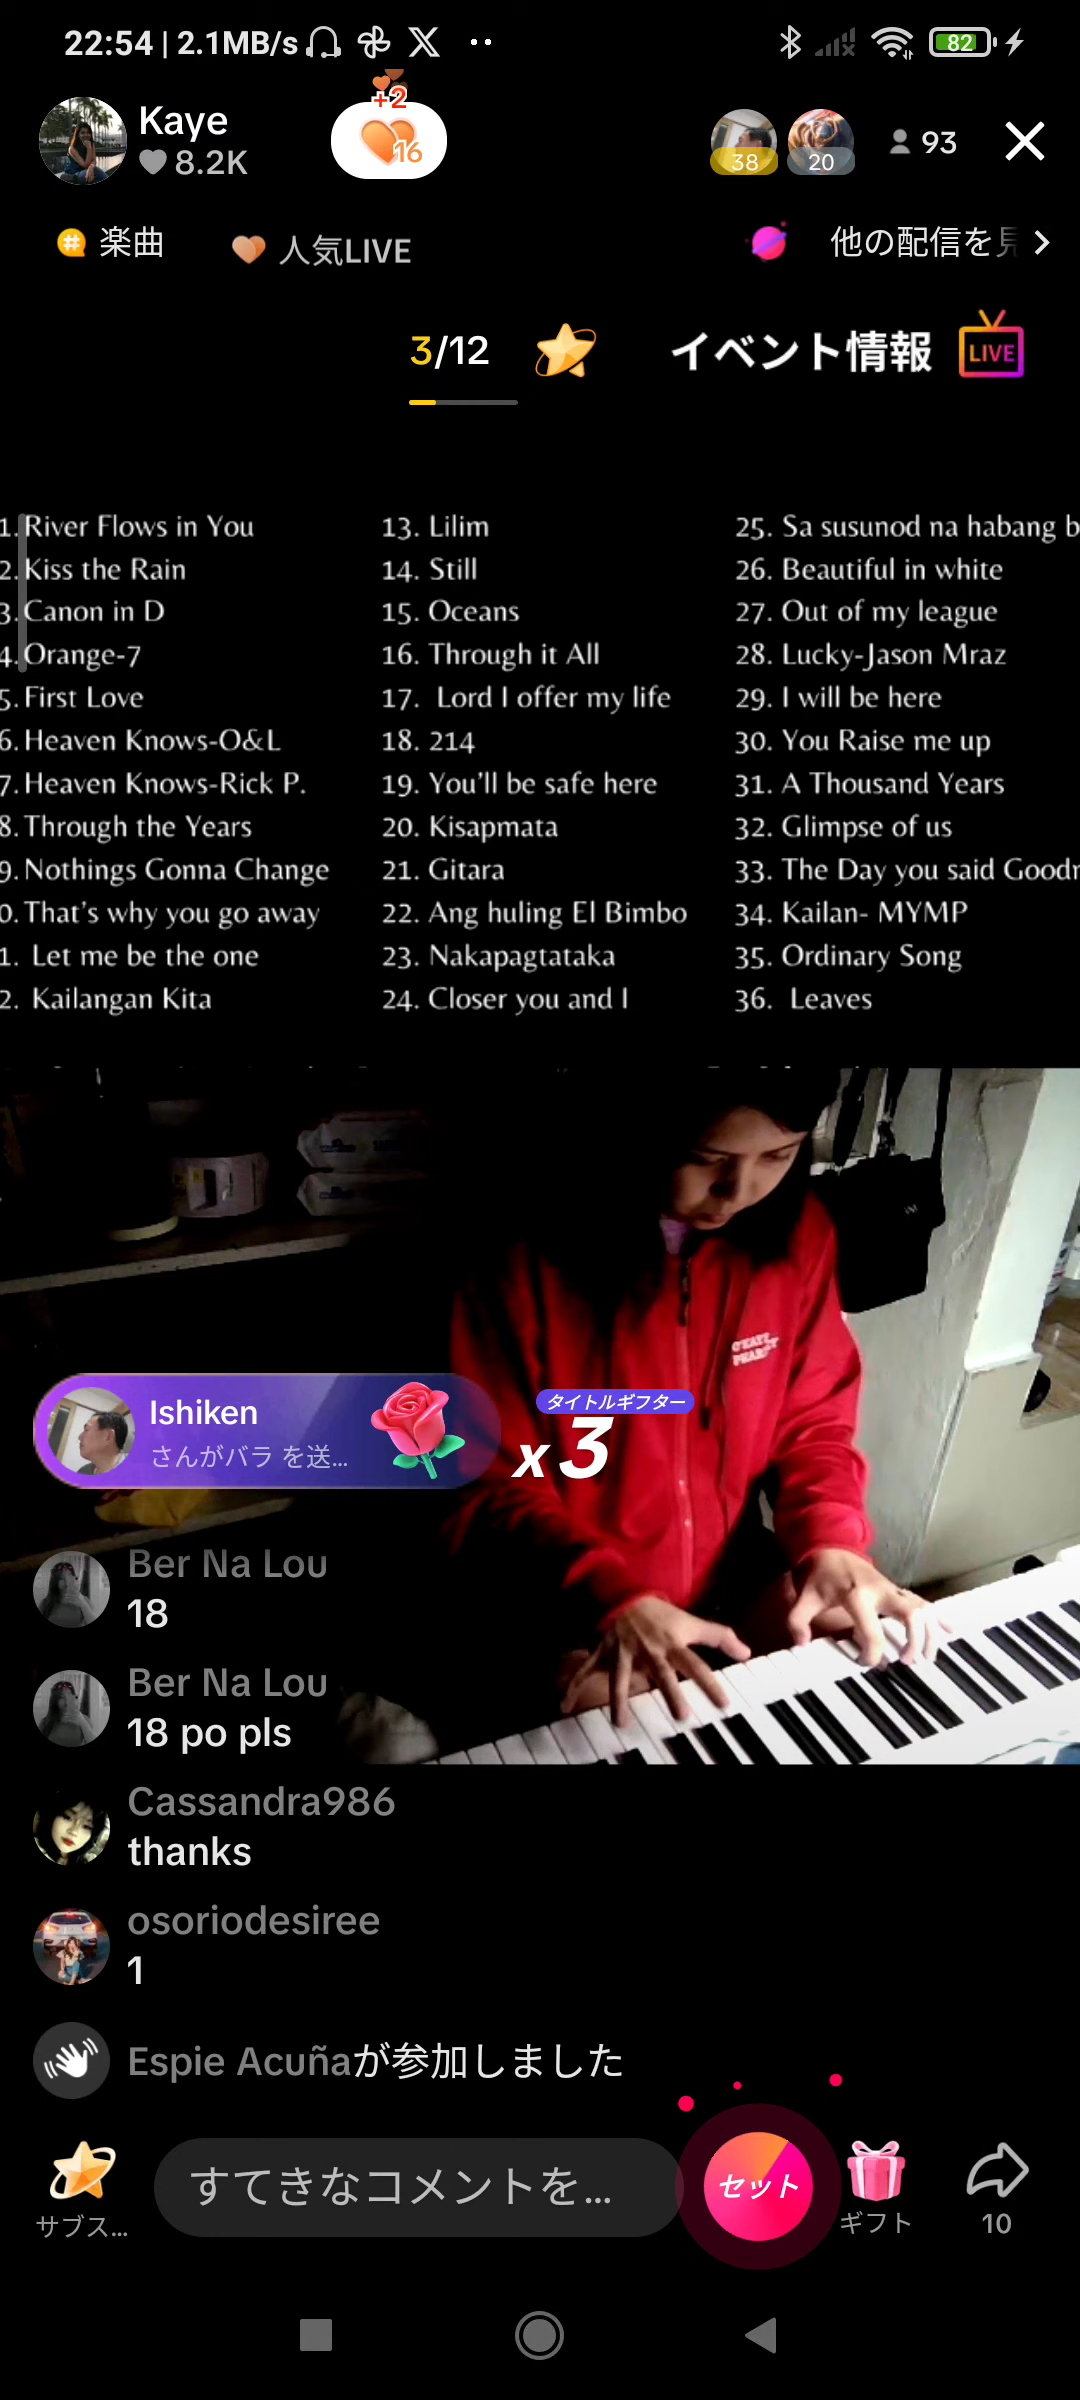 22:54 | 2.1MB/s
82
Kaye
8.2K
+2
16
38
20
93
楽曲
人気LIVE
他の配信を見
3/12
イベント情報
LIVE
1. River Flows in You
2. Kiss the Rain
3. Canon in D
4. Orange-7
5. First Love
6. Heaven Knows-O&L
7. Heaven Knows-Rick P.
8. Through the Years
9. Nothings Gonna Change
0. That's why you go away
1. Let me be the one
2. Kailangan Kita
13. Lilim
14. Still
15. Oceans
16. Through it All
17. Lord I offer my life
18. 214
19. You'll be safe here
20. Kisapmata
21. Gitara
22. Ang huling El Bimbo
23. Nakapagtataka
24. Closer you and I
25. Sa susunod na habang b
26. Beautiful in white
27. Out of my league
28. Lucky-Jason Mraz
29. I will be here
30. You Raise me up
31. A Thousand Years
32. Glimpse of us
33. The Day you said Good
34. Kailan- MYMP
35. Ordinary Song
36. Leaves
Ishiken
さんがバラ を送...
タイトルギフター
x3
Ber Na Lou
18
Ber Na Lou
18 po pls
Cassandra986
thanks
osoriodesiree
1
Espie Acuñaが参加しました
サブス...
すてきなコメントを...
セット
ギフト
10